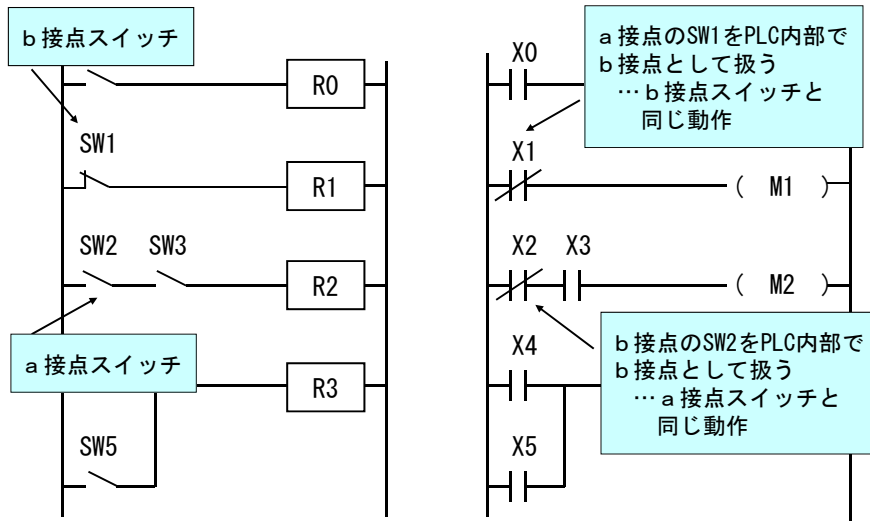 b接点スイッチ
R0
SW1
R1
SW2 SW3
R2
a接点スイッチ
R3
SW5
X0
a接点のSW1をPLC内部で
b接点として扱う
…b接点スイッチと
同じ動作
X1
( M1 )
X2 X3
( M2 )
X4
b接点のSW2をPLC内部で
b接点として扱う
…a接点スイッチと
同じ動作
X5